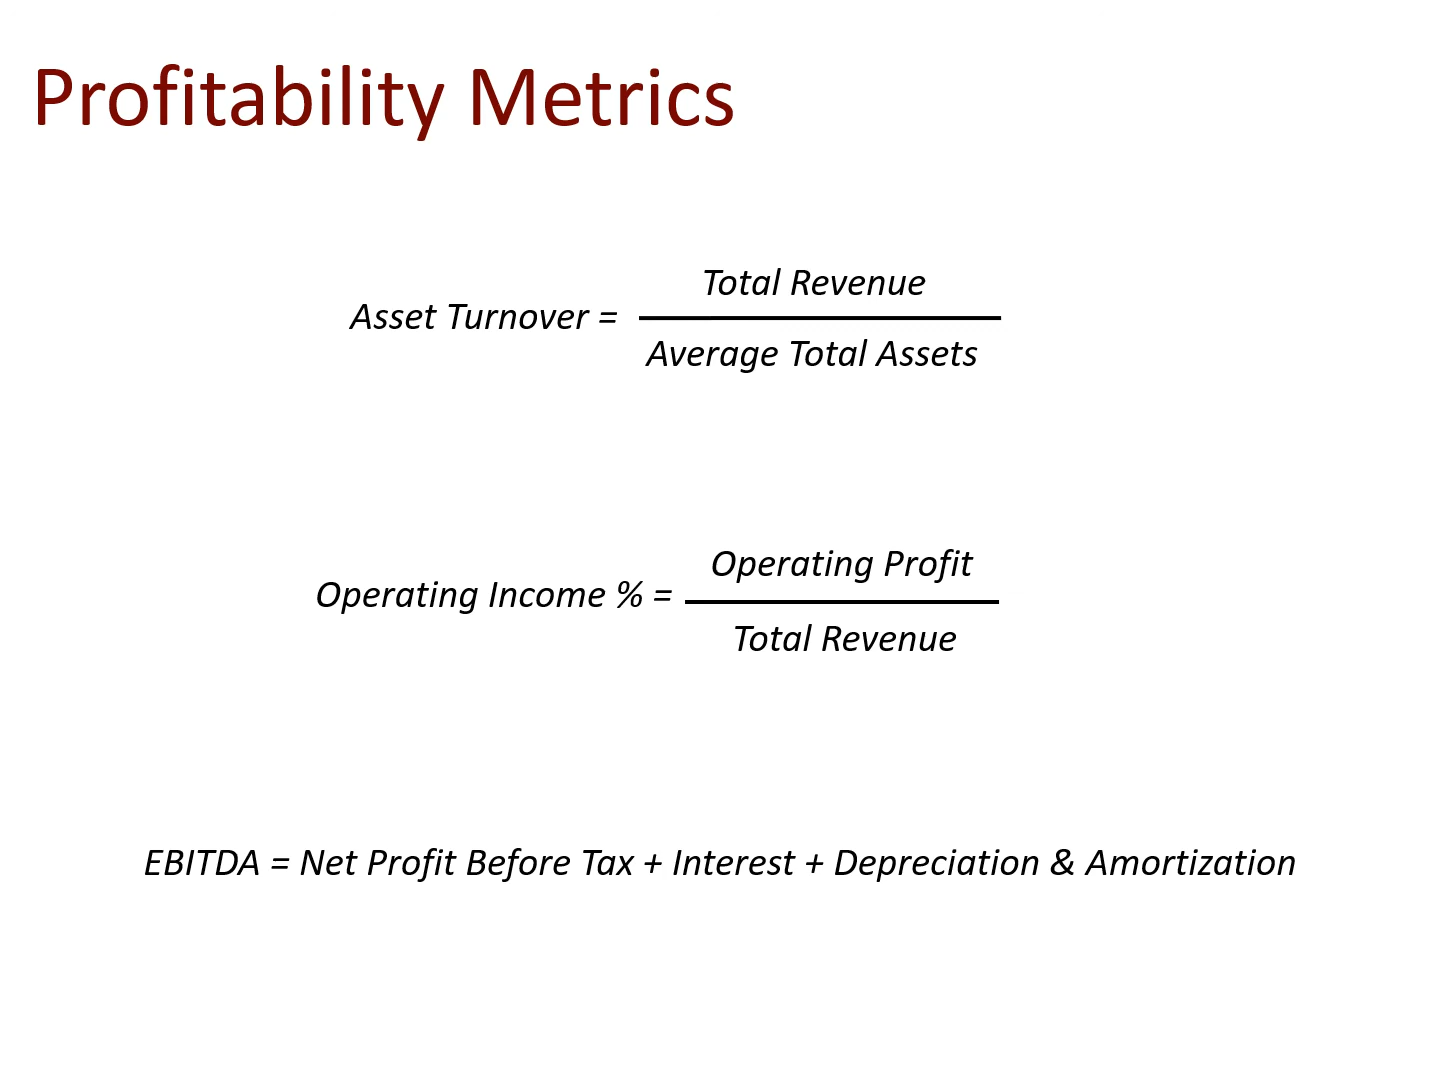 Profitability Metrics
Total Revenue
Asset Turnover =
Average Total Assets
Operating Profit
Operating Income % =
Total Revenue
EBITDA = Net Profit Before Tax + Interest + Depreciation & Amortization